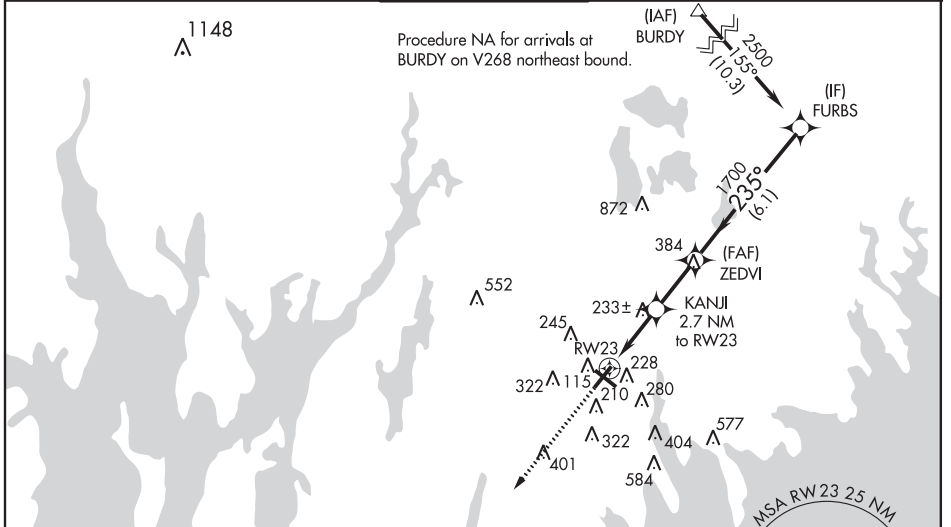 1148
Procedure NA for arrivals at
BURDY on V268 northeast bound.
(IAF)
BURDY
2500
155°
(10.3)
(IF)
FURBS
1700
235°
(6.1)
872
384
(FAF)
ZEDVI
552
233±
KANJI
2.7 NM
to RW23
245
RW23
228
322
115
210
280
322
404
577
401
584
MSA RW23 25 NM